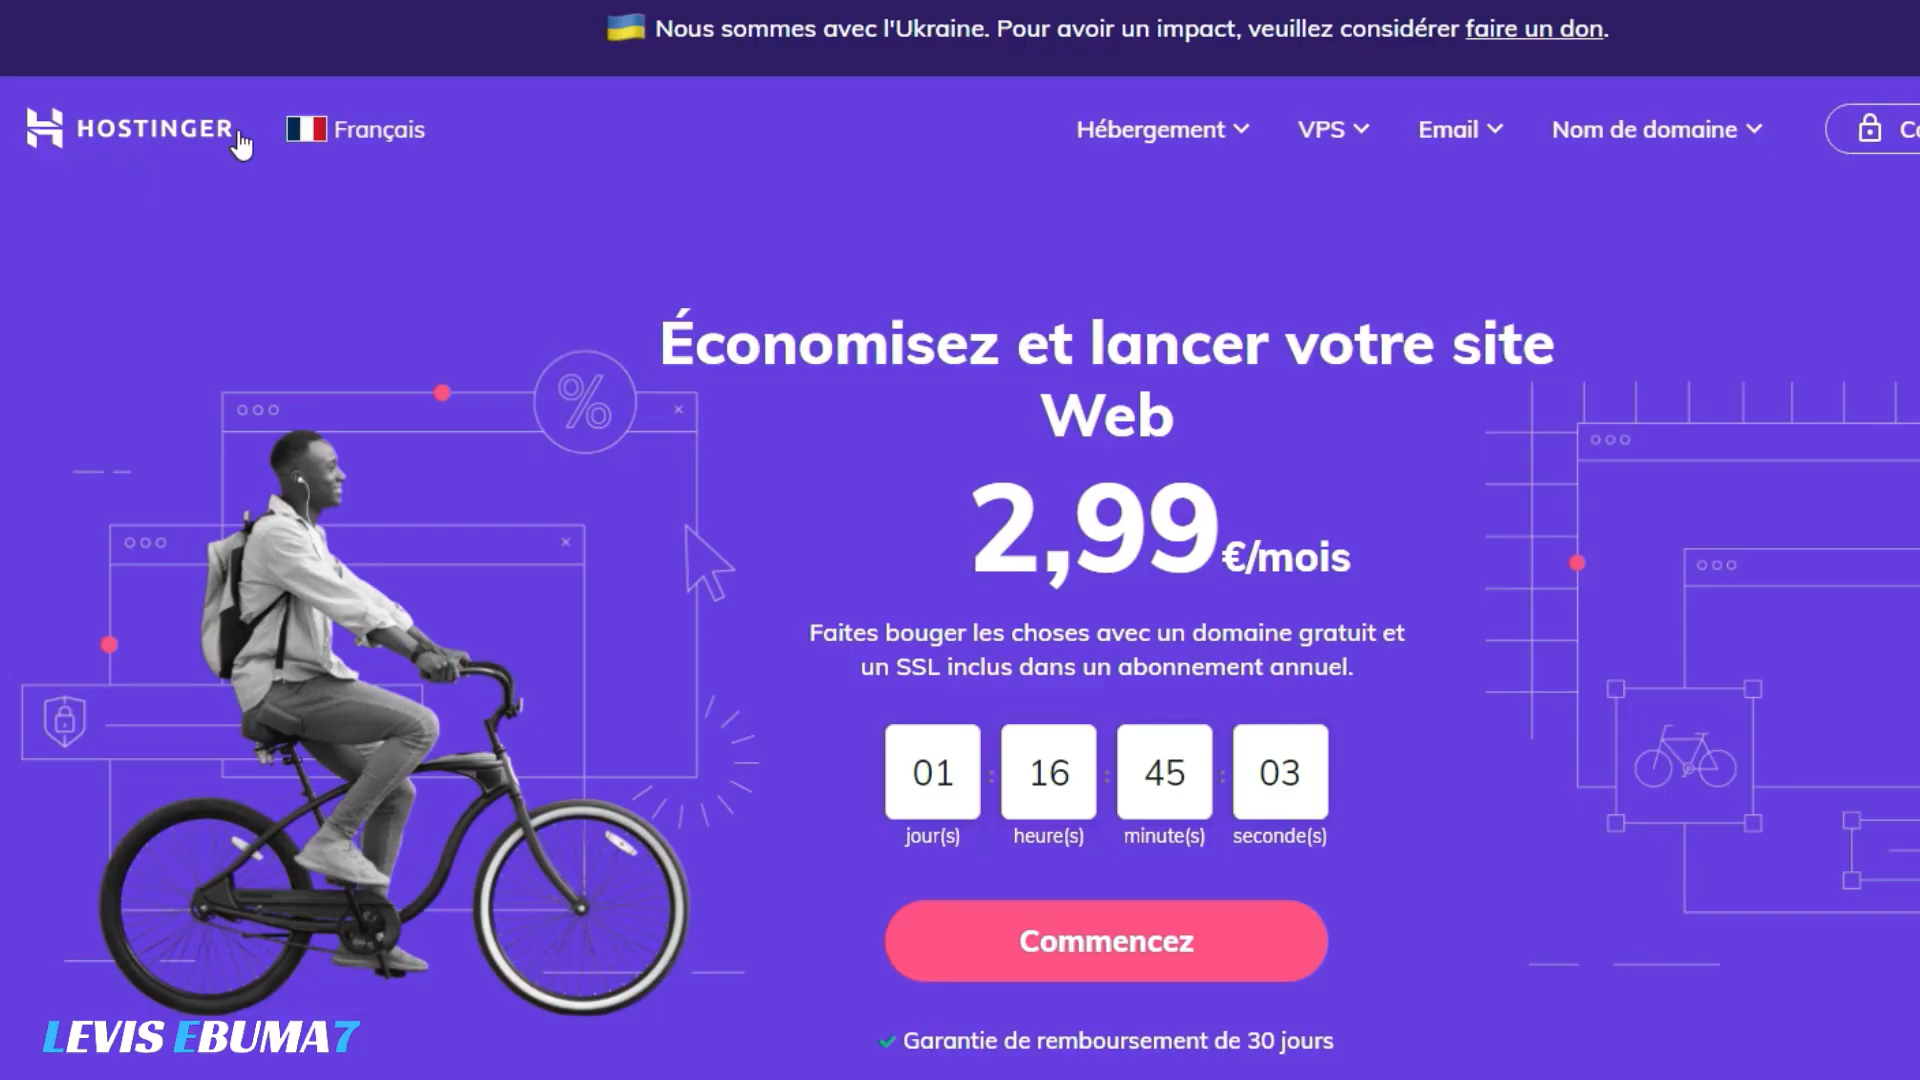 Nous sommes avec l'Ukraine. Pour avoir un impact, veuillez considérer faire un don.
HOSTINGER
Français
Hébergement
VPS
Email
Nom de domaine
Économisez et lancer votre site
Web
%
2,99 €/mois
Faites bouger les choses avec un domaine gratuit et
un SSL inclus dans un abonnement annuel.
01 : 16 : 45 : 03
jour(s) heure(s) minute(s) seconde(s)
Commencez
Garantie de remboursement de 30 jours
LEVIS EBUMA7